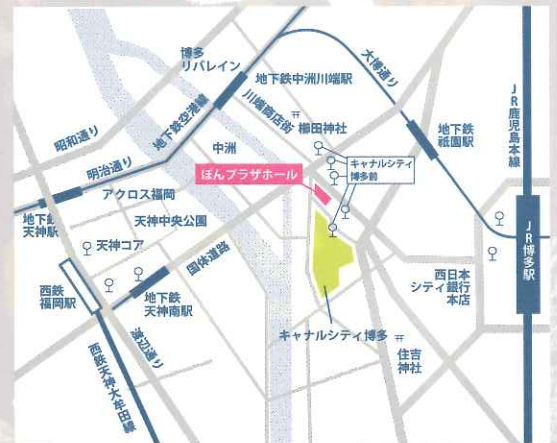 博多
リバレイン
地下鉄中洲川端駅
大博通り
JR鹿児島本線
昭和通り
地下鉄空港線
川端商店街
櫛田神社
地下鉄
祇園駅
中洲
キャナルシティ
博多前
明治通り
ぽんプラザホール
アクロス福岡
地下鉄
天神駅
天神中央公園
JR博多駅
天神コア
国体道路
西日本
シティ銀行
本店
西鉄
福岡駅
地下鉄
天神南駅
渡辺通り
キャナルシティ博多
住吉
神社
西鉄天神大牟田線